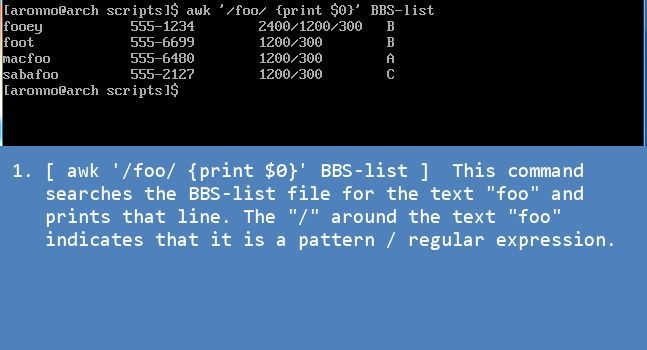 [aronno@arch scripts]$ awk '/foo/ {print $0}' BBS-list
fooey 555-1234 2400/1200/300 B
foot 555-6699 1200/300 B
macfoo 555-6480 1200/300 A
sabafoo 555-2127 1200/300 C
[aronno@arch scripts]$
1. [ awk '/foo/ {print $0}' BBS-list ] This command
searches the BBS-list file for the text "foo" and
prints that line. The "/" around the text "foo"
indicates that it is a pattern / regular expression.